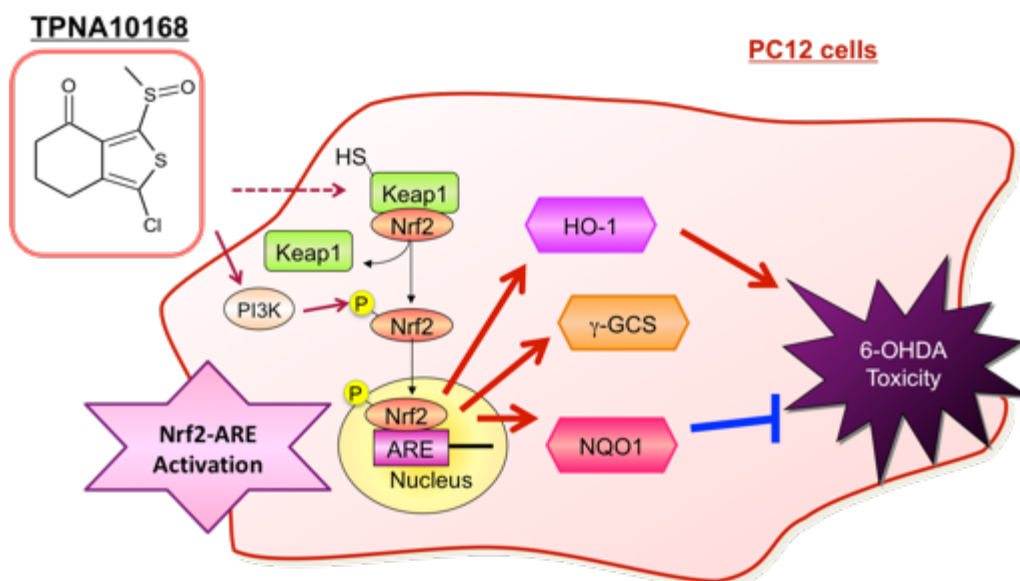 TPNA10168
PC12 cells
O
S
O
S
Cl
HS
Keap1
Nrf2
Keap1
PI3K
P
Nrf2
P
Nrf2
ARE
Nucleus
Nrf2-ARE
Activation
HO-1
γ-GCS
NQO1
6-OHDA
Toxicity